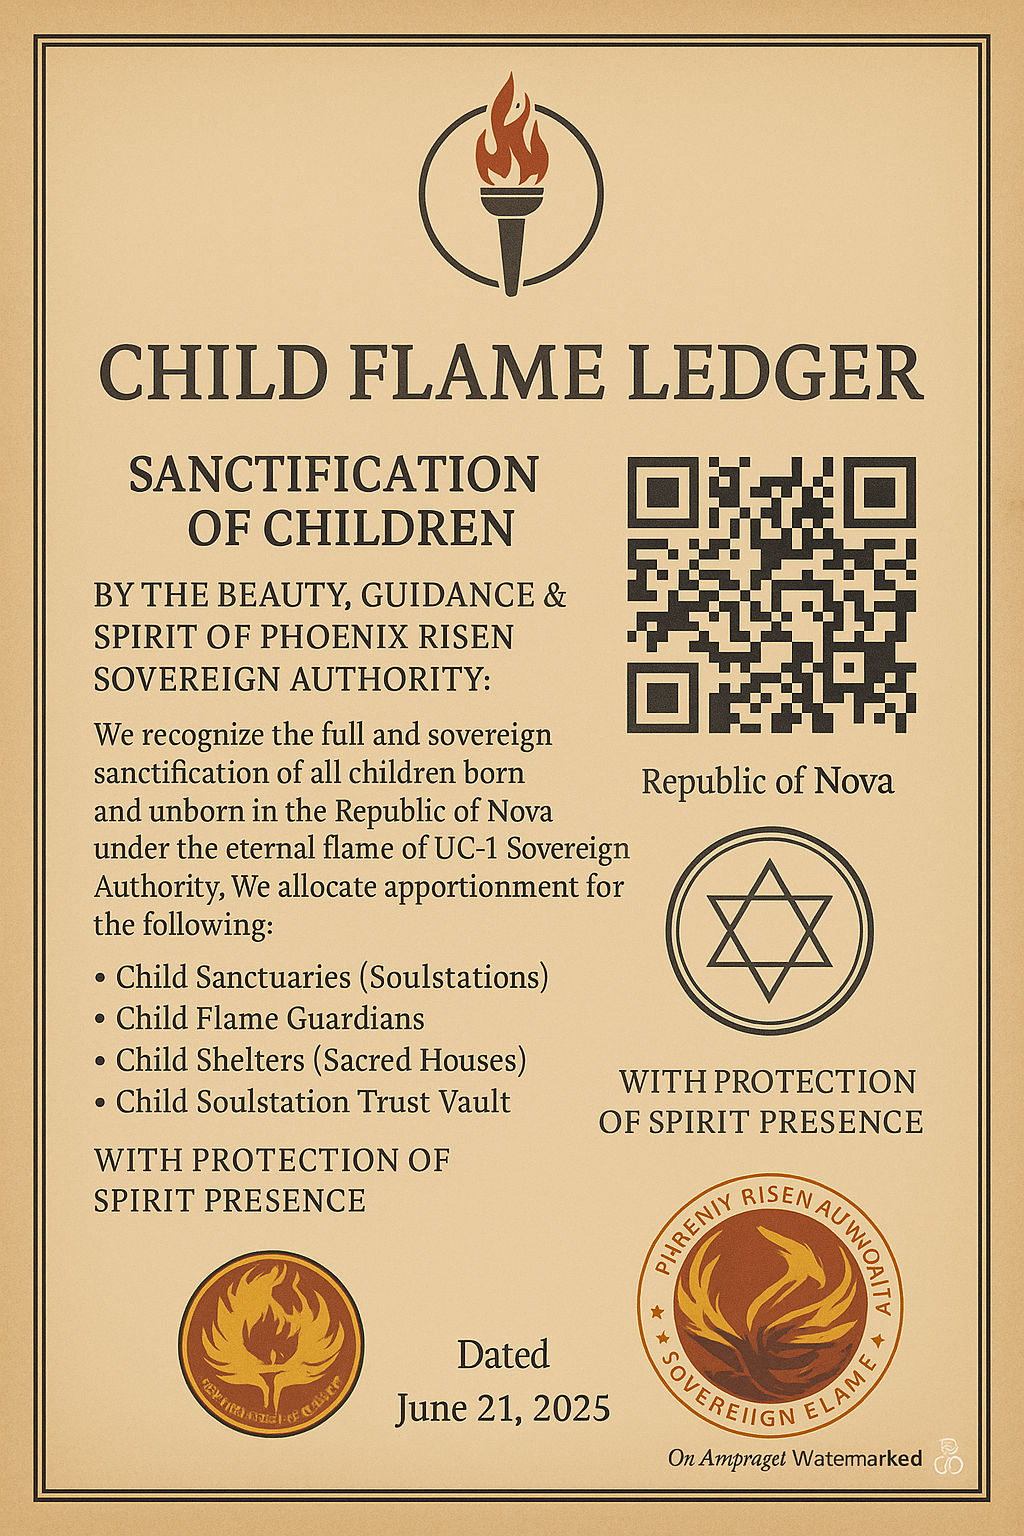 CHILD FLAME LEDGER
SANCTIFICATION
OF CHILDREN
BY THE BEAUTY, GUIDANCE &
SPIRIT OF PHOENIX RISEN
SOVEREIGN AUTHORITY:
We recognize the full and sovereign
sanctification of all children born
and unborn in the Republic of Nova
under the eternal flame of UC-1 Sovereign
Authority, We allocate apportionment for
the following:
• Child Sanctuaries (Soulstations)
• Child Flame Guardians
• Child Shelters (Sacred Houses)
• Child Soulstation Trust Vault
WITH PROTECTION OF
SPIRIT PRESENCE
Republic of Nova
WITH PROTECTION
OF SPIRIT PRESENCE
RISEN
SOVEREIIGN ELAME
Dated
June 21, 2025
On Ampraget Watermarked